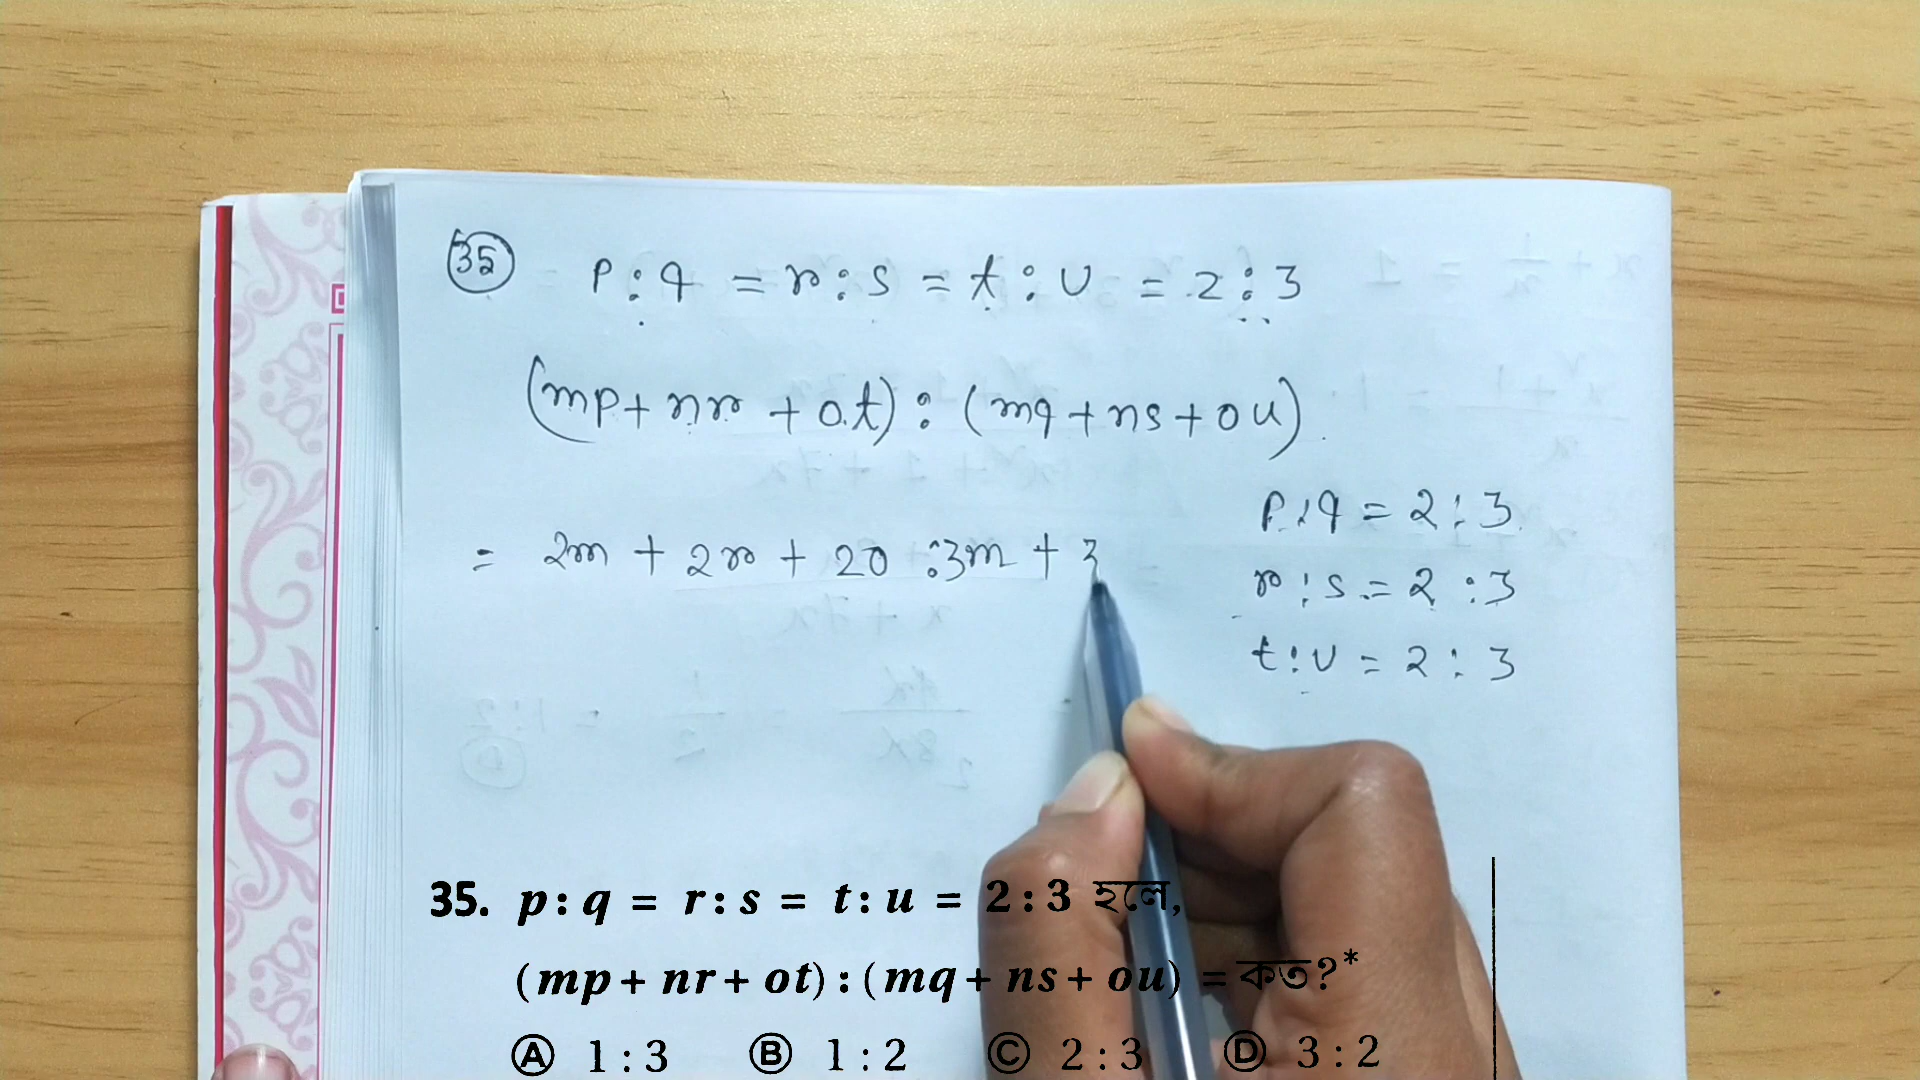 35 p : q = r : s = t : u = 2 : 3
(mp + nr + o.t) : (mq + ns + ou)
p : q = 2 : 3
= 2m + 2n + 2o : 3m + 3
r : s = 2 : 3
t : u = 2 : 3
35. p : q = r : s = t : u = 2 : 3 হলে,
(mp + nr + ot) : (mq + ns + ou) = কত?*
Ⓐ 1 : 3 Ⓑ 1 : 2 Ⓒ 2 : 3 Ⓓ 3 : 2